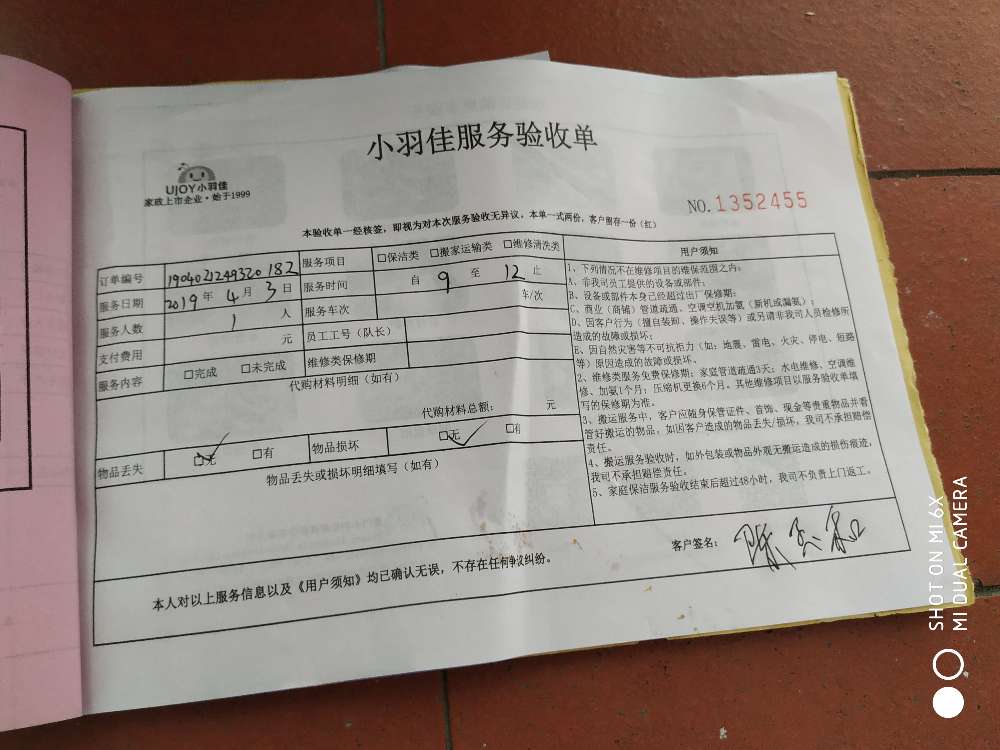 小羽佳服务验收单
UJOY小羽佳
家政上市企业·始于1999
NO.1352455
本验收单一经核签，即视为对本次服务验收无异议，本单一式两份，客户留存一份（红）
订单编号 1904021249320182 服务项目 □保洁类 □搬家运输类 □维修清洗类
服务日期 2019年4月3日 服务时间 自9至12止
服务人数 1人 服务车次 车/次
支付费用 元 员工工号（队长）
服务内容 □完成 □未完成 维修类保修期
代购材料明细（如有）
代购材料总额： 元
物品丢失 □无 □有 物品损坏 □无 □有
物品丢失或损坏明细填写（如有）
用户须知
1、下列情况不在维修项目的维保范围之内：
A、非我司员工提供的设备或部件；
B、设备或部件本身已经超过出厂保修期；
C、商业（商铺）管道疏通、空调空机加氨（新机或漏氨）；
D、因客户行为（擅自装卸、操作失误等）或另请非我司人员检修所
造成的故障或损坏；
E、因自然灾害等不可抗拒力（如：地震、雷电、火灾、停电、短路
等）原因造成的故障或损坏。
2、维修类服务免费保修期：家庭管道疏通3天；水电维修、空调维
修、加氨1个月；压缩机更换6个月。其他维修项目以服务验收单填
写的保修期为准。
3、搬运服务中，客户应随身保管证件、首饰、现金等贵重物品并看
管好搬运的物品，如因客户造成的物品丢失/损坏，我司不承担赔偿
责任。
4、搬运服务验收时，如外包装或物品外观无搬运造成的损伤痕迹，
我司不承担赔偿责任。
5、家庭保洁服务验收结束后超过48小时，我司不负责上门返工。
本人对以上服务信息以及《用户须知》均已确认无误，不存在任何争议纠纷。
客户签名：
SHOT ON MI 6X
MI DUAL CAMERA